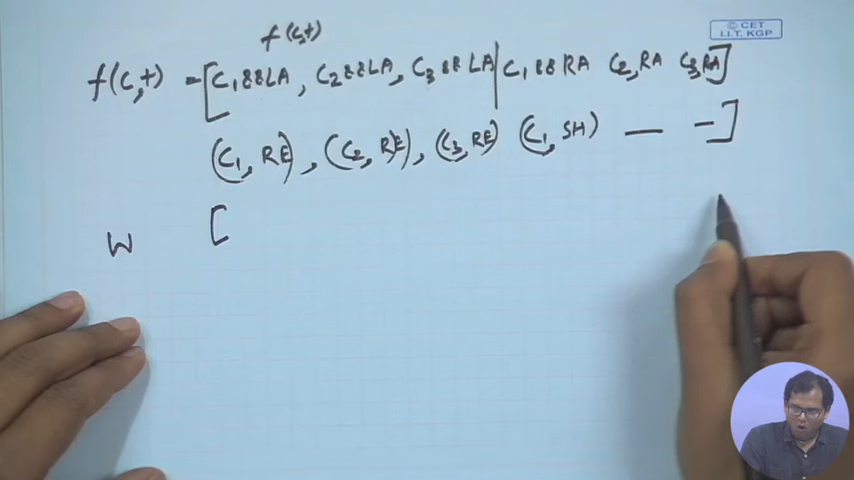 f(c,t)
© CET
I.I.T. KGP
f(c,t) = [C1&&LA, C2&&LA, C3&&LA | C1&&RA C2,RA C3,RA]
(C1, RE), (C2, RE), (C3, RE) (C1, SH) — -]
W [